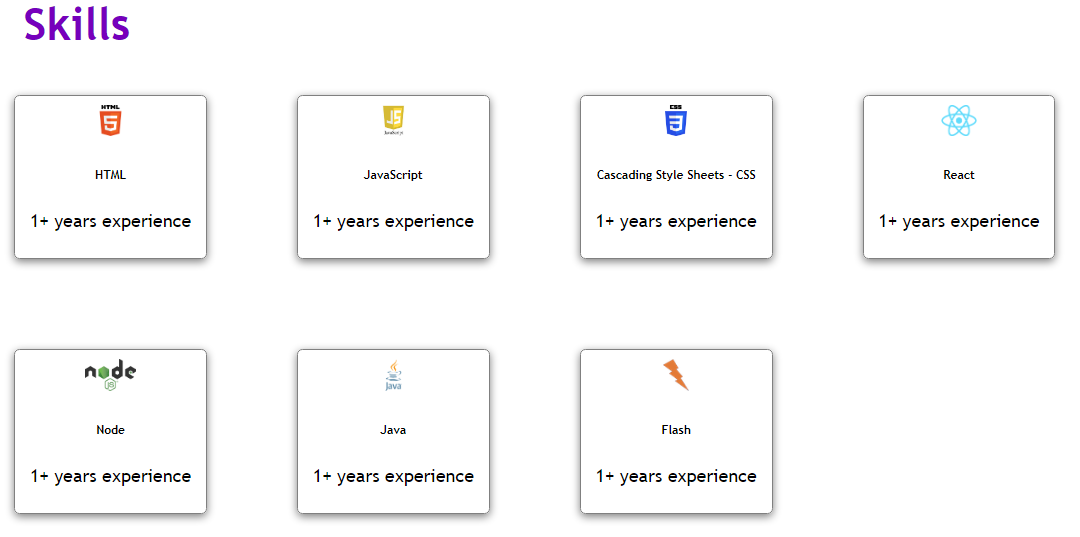 Skills
HTML
5
HTML
1+ years experience
JS
JavaScript
JavaScript
1+ years experience
CSS
3
Cascading Style Sheets - CSS
1+ years experience
React
1+ years experience
node
JS
Node
1+ years experience
Java
Java
1+ years experience
Flash
1+ years experience